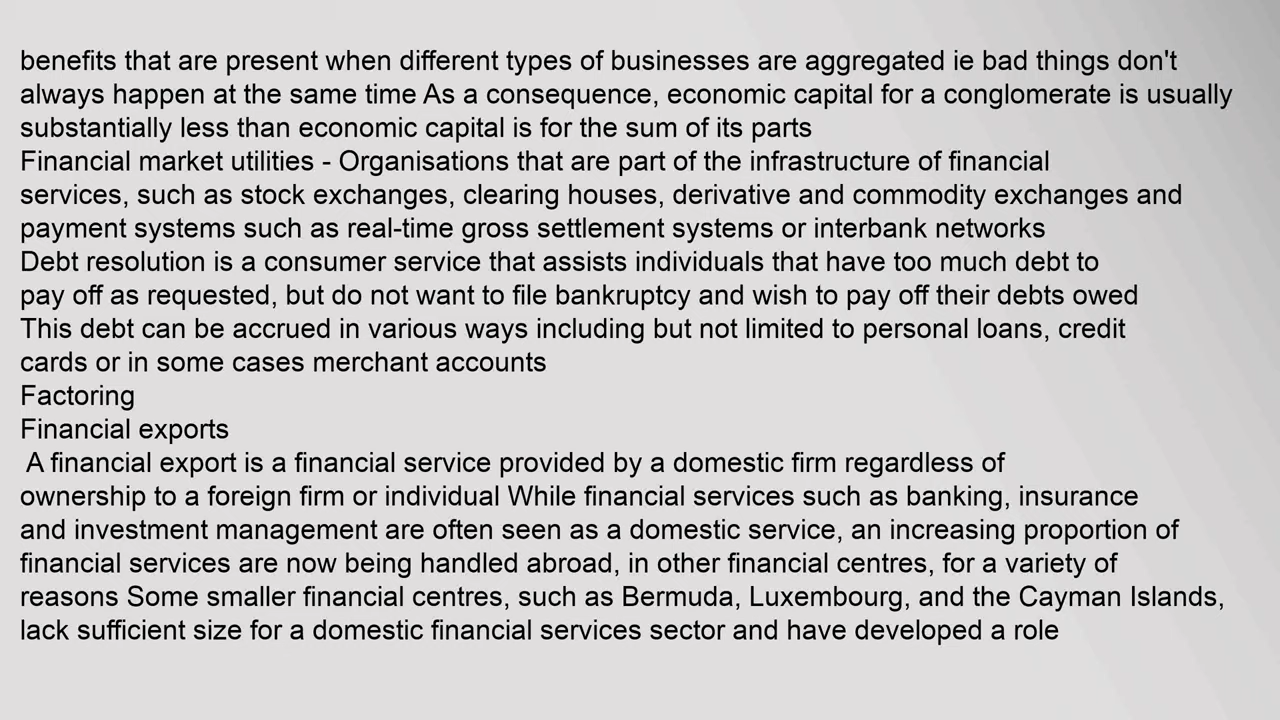 benefits that are present when different types of businesses are aggregated ie bad things don't
always happen at the same time As a consequence, economic capital for a conglomerate is usually
substantially less than economic capital is for the sum of its parts
Financial market utilities - Organisations that are part of the infrastructure of financial
services, such as stock exchanges, clearing houses, derivative and commodity exchanges and
payment systems such as real-time gross settlement systems or interbank networks
Debt resolution is a consumer service that assists individuals that have too much debt to
pay off as requested, but do not want to file bankruptcy and wish to pay off their debts owed
This debt can be accrued in various ways including but not limited to personal loans, credit
cards or in some cases merchant accounts
Factoring
Financial exports
A financial export is a financial service provided by a domestic firm regardless of
ownership to a foreign firm or individual While financial services such as banking, insurance
and investment management are often seen as a domestic service, an increasing proportion of
financial services are now being handled abroad, in other financial centres, for a variety of
reasons Some smaller financial centres, such as Bermuda, Luxembourg, and the Cayman Islands,
lack sufficient size for a domestic financial services sector and have developed a role